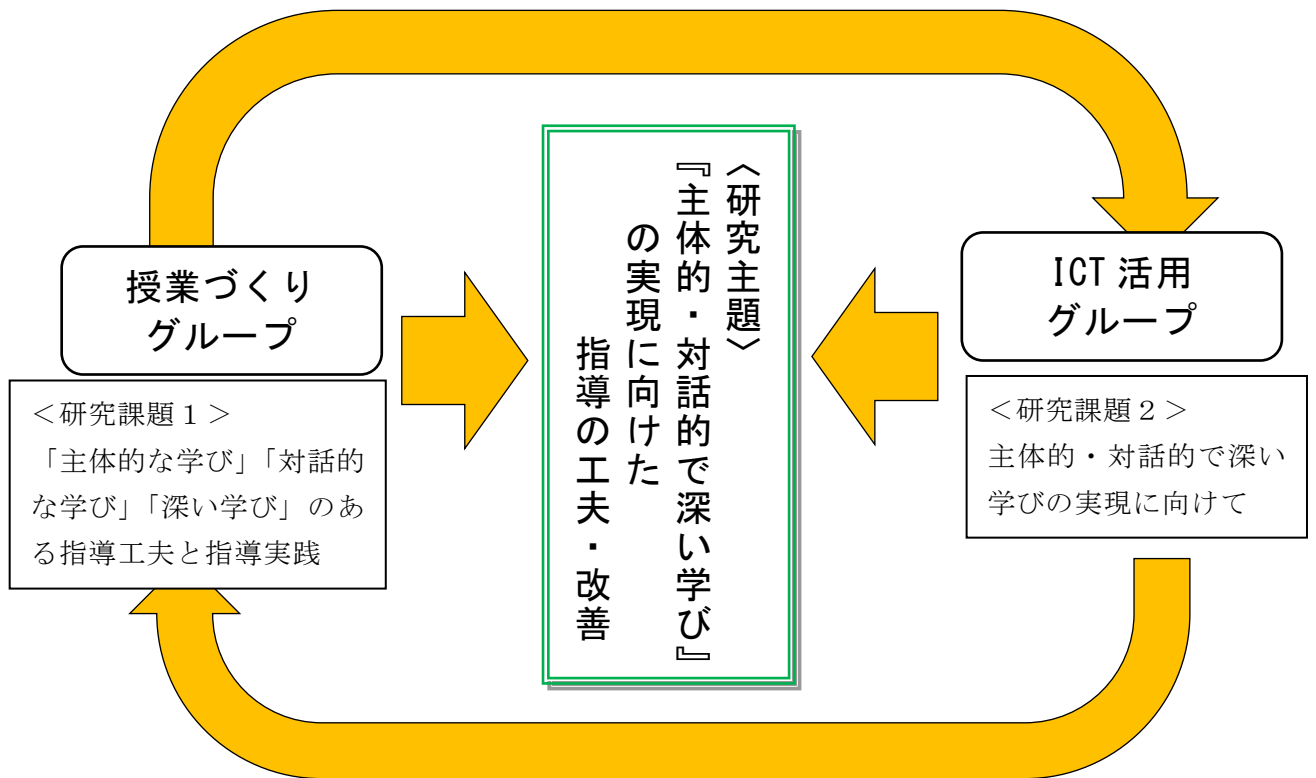 授業づくり
グループ
＜研究課題１＞
「主体的な学び」「対話的
な学び」「深い学び」のあ
る指導工夫と指導実践
〈研究主題〉
『主体的・対話的で深い学び』
の実現に向けた
指導の工夫・改善
ICT 活用
グループ
＜研究課題２＞
主体的・対話的で深い
学びの実現に向けて